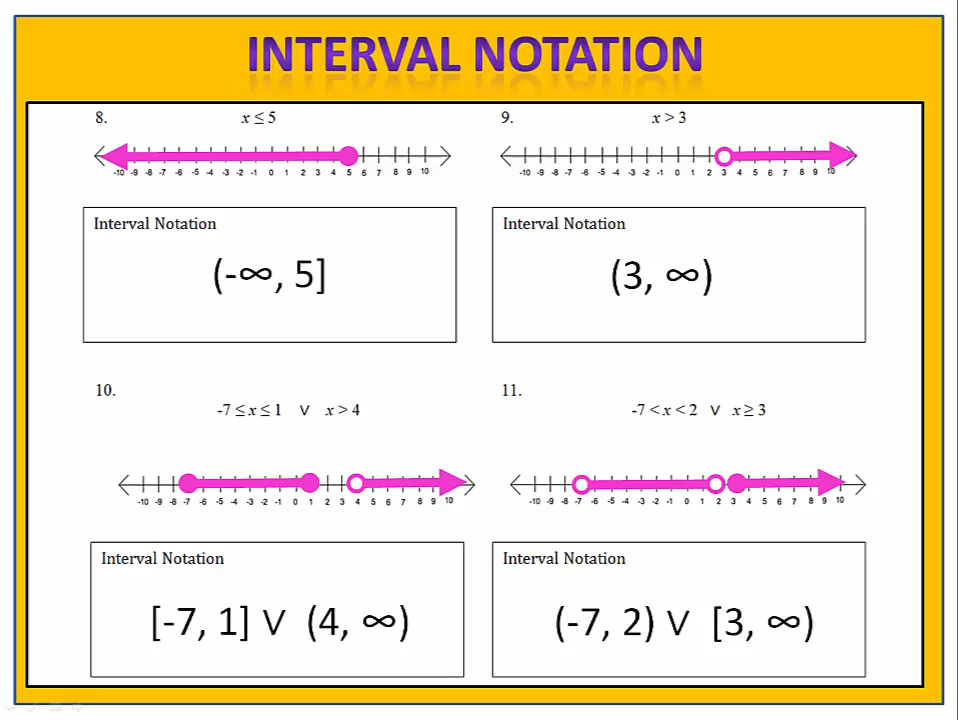 INTERVAL NOTATION
8. x ≤ 5
-10 -9 -8 -7 -6 -5 -4 -3 -2 -1 0 1 2 3 4 5 6 7 8 9 10
Interval Notation
(-∞, 5]
9. x > 3
-10 -9 -8 -7 -6 -5 -4 -3 -2 -1 0 1 2 3 4 5 6 7 8 9 10
Interval Notation
(3, ∞)
10.
-7 ≤ x ≤ 1 ∨ x > 4
-10 -9 -8 -7 -6 -5 -4 -3 -2 -1 0 1 2 3 4 5 6 7 8 9 10
Interval Notation
[-7, 1] ∨ (4, ∞)
11.
-7 < x < 2 ∨ x ≥ 3
-10 -9 -8 -7 -6 -5 -4 -3 -2 -1 0 1 2 3 4 5 6 7 8 9 10
Interval Notation
(-7, 2) ∨ [3, ∞)